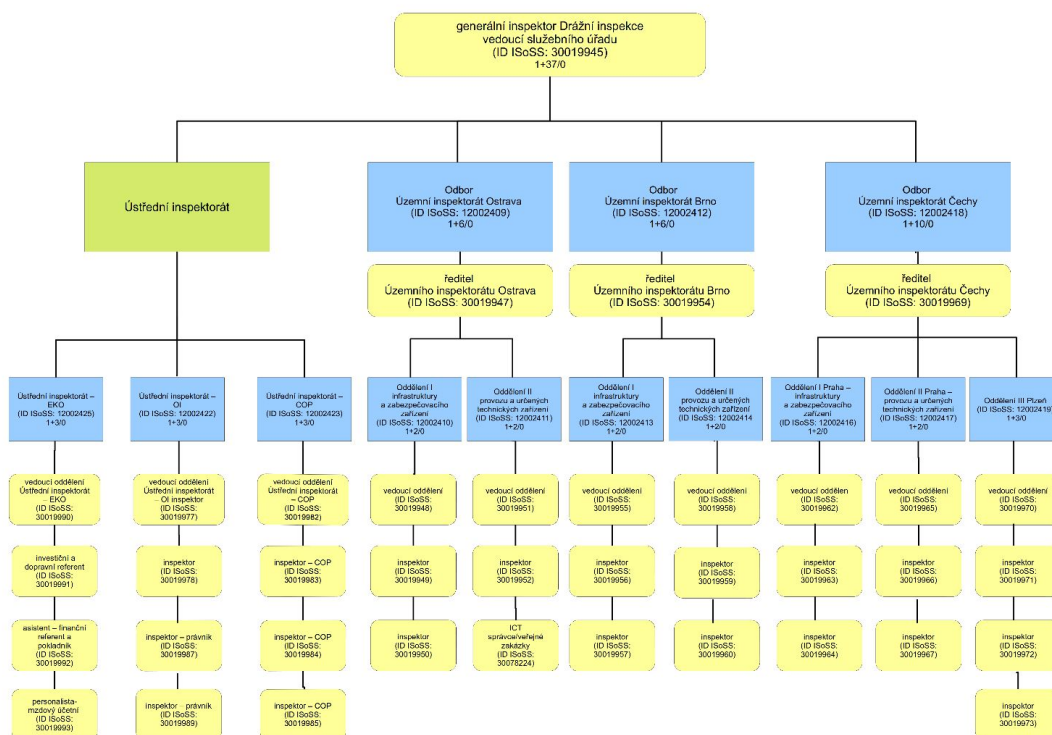 generální inspektor Drážní inspekce
vedoucí služebního úřadu
(ID ISoSS: 30019945)
1+37/0
Ústřední inspektorát
Odbor
Územní inspektorát Ostrava
(ID ISoSS: 12002409)
1+6/0
Odbor
Územní inspektorát Brno
(ID ISoSS: 12002412)
1+6/0
Odbor
Územní inspektorát Čechy
(ID ISoSS: 12002418)
1+10/0
ředitel
Územního inspektorátu Ostrava
(ID ISoSS: 30019947)
ředitel
Územního inspektorátu Brno
(ID ISoSS: 30019954)
ředitel
Územního inspektorátu Čechy
(ID ISoSS: 30019969)
Ústřední inspektorát –
EKO
(ID ISoSS: 12002425)
1+3/0
Ústřední inspektorát –
OI
(ID ISoSS: 12002422)
1+3/0
Ústřední inspektorát –
COP
(ID ISoSS: 12002423)
1+3/0
Oddělení I
infrastruktury
a zabezpečovacího
zařízení
(ID ISoSS: 12002410)
1+2/0
Oddělení II
provozu a určených
technických zařízení
(ID ISoSS: 12002411)
1+2/0
Oddělení I
infrastruktury
a zabezpečovacího
zařízení
(ID ISoSS: 12002413
1+2/0
Oddělení II
provozu a určených
technických zařízení
(ID ISoSS: 12002414
1+2/0
Oddělení I Praha –
infrastruktury
a zabezpečovacího
zařízení
(ID ISoSS: 12002416)
1+2/0
Oddělení II Praha –
provozu a určených
technických zařízení
(ID ISoSS: 12002417)
1+2/0
Oddělení III Plzeň
(ID ISoSS: 12002419
1+3/0
vedoucí oddělení
Ústřední inspektorát
– EKO
(ID ISoSS:
30019990)
vedoucí oddělení
Ústřední inspektorát
– OI inspektor
(ID ISoSS:
30019977)
vedoucí oddělení
Ústřední inspektorát
– COP
(ID ISoSS:
30019982)
vedoucí oddělení
(ID ISoSS:
30019948)
vedoucí oddělení
(ID ISoSS:
30019951)
vedoucí oddělení
(ID ISoSS:
30019955)
vedoucí oddělení
(ID ISoSS:
30019958)
vedoucí oddělen
(ID ISoSS:
30019962)
vedoucí oddělení
(ID ISoSS:
30019965)
vedoucí oddělení
(ID ISoSS:
30019970)
investiční a
dopravní referent
(ID ISoSS:
30019991)
inspektor
(ID ISoSS:
30019978)
inspektor – COP
(ID ISoSS:
30019983)
inspektor
(ID ISoSS:
30019949)
inspektor
(ID ISoSS:
30019952)
inspektor
(ID ISoSS:
30019956)
inspektor
(ID ISoSS:
30019959)
inspektor
(ID ISoSS:
30019963)
inspektor
(ID ISoSS:
30019966)
inspektor
(ID ISoSS:
30019971)
asistent – finanční
referent a
pokladník
(ID ISoSS:
30019992)
inspektor – právník
(ID ISoSS:
30019987)
inspektor – COP
(ID ISoSS:
30019984)
inspektor
(ID ISoSS:
30019950)
ICT
správce/veřejné
zakázky
(ID ISoSS:
30078224)
inspektor
(ID ISoSS:
30019957)
inspektor
(ID ISoSS:
30019960)
inspektor
(ID ISoSS:
30019964)
inspektor
(ID ISoSS:
30019967)
inspektor
(ID ISoSS:
30019972)
personalista-
mzdový účetní
(ID ISoSS:
30019993)
inspektor – právník
(ID ISoSS:
30019989)
inspektor – COP
(ID ISoSS:
30019985)
inspektor
(ID ISoSS:
30019973)